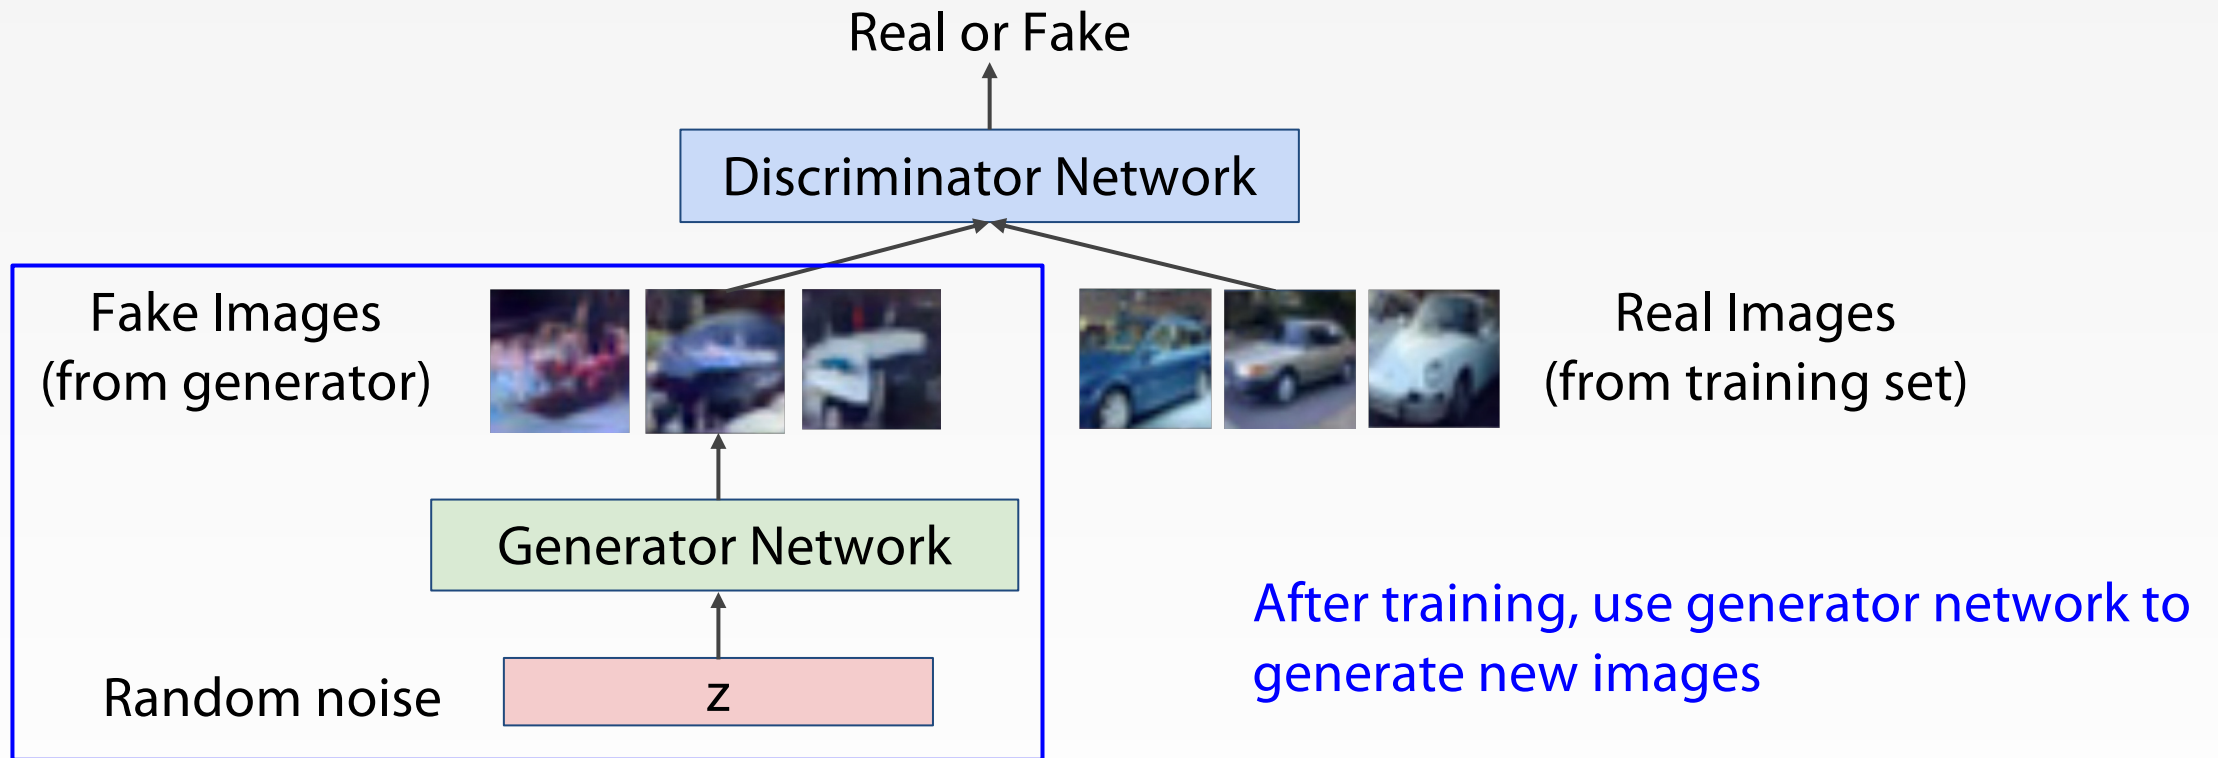 Real or Fake
Discriminator Network
Fake Images
(from generator)
Real Images
(from training set)
Generator Network
After training, use generator network to
generate new images
Random noise
z